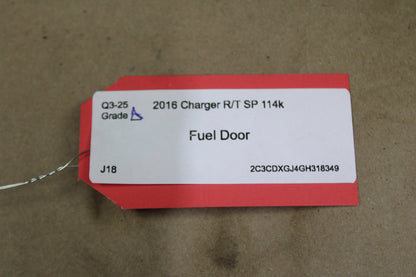 Q3-25 2016 Charger R/T SP 114k
Grade A
Fuel Door
J18 2C3CDXGJ4GH318349